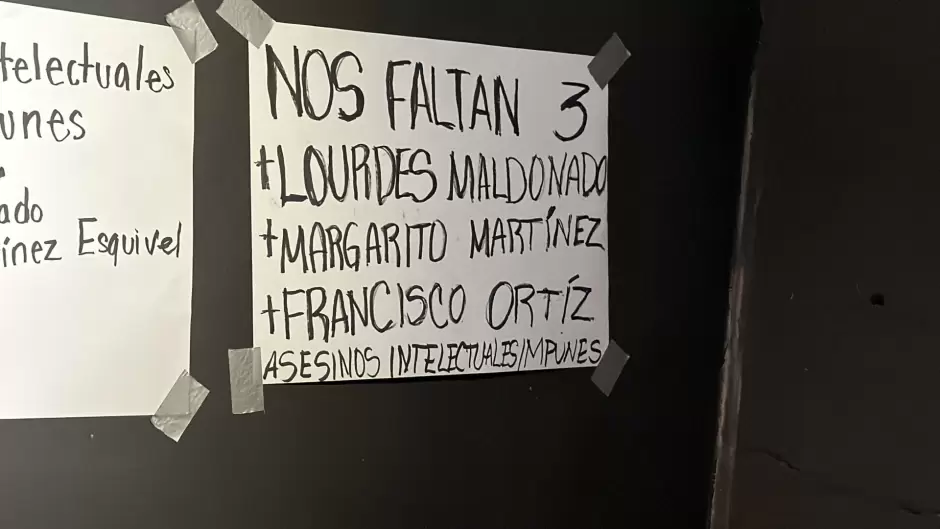 telectuales
unes
ado
ínez Esquivel
NOS FALTAN 3
+LOURDES MALDONADO
+MARGARITO MARTÍNEZ
+FRANCISCO ORTÍZ
ASESINOS INTELECTUALES IMPUNES